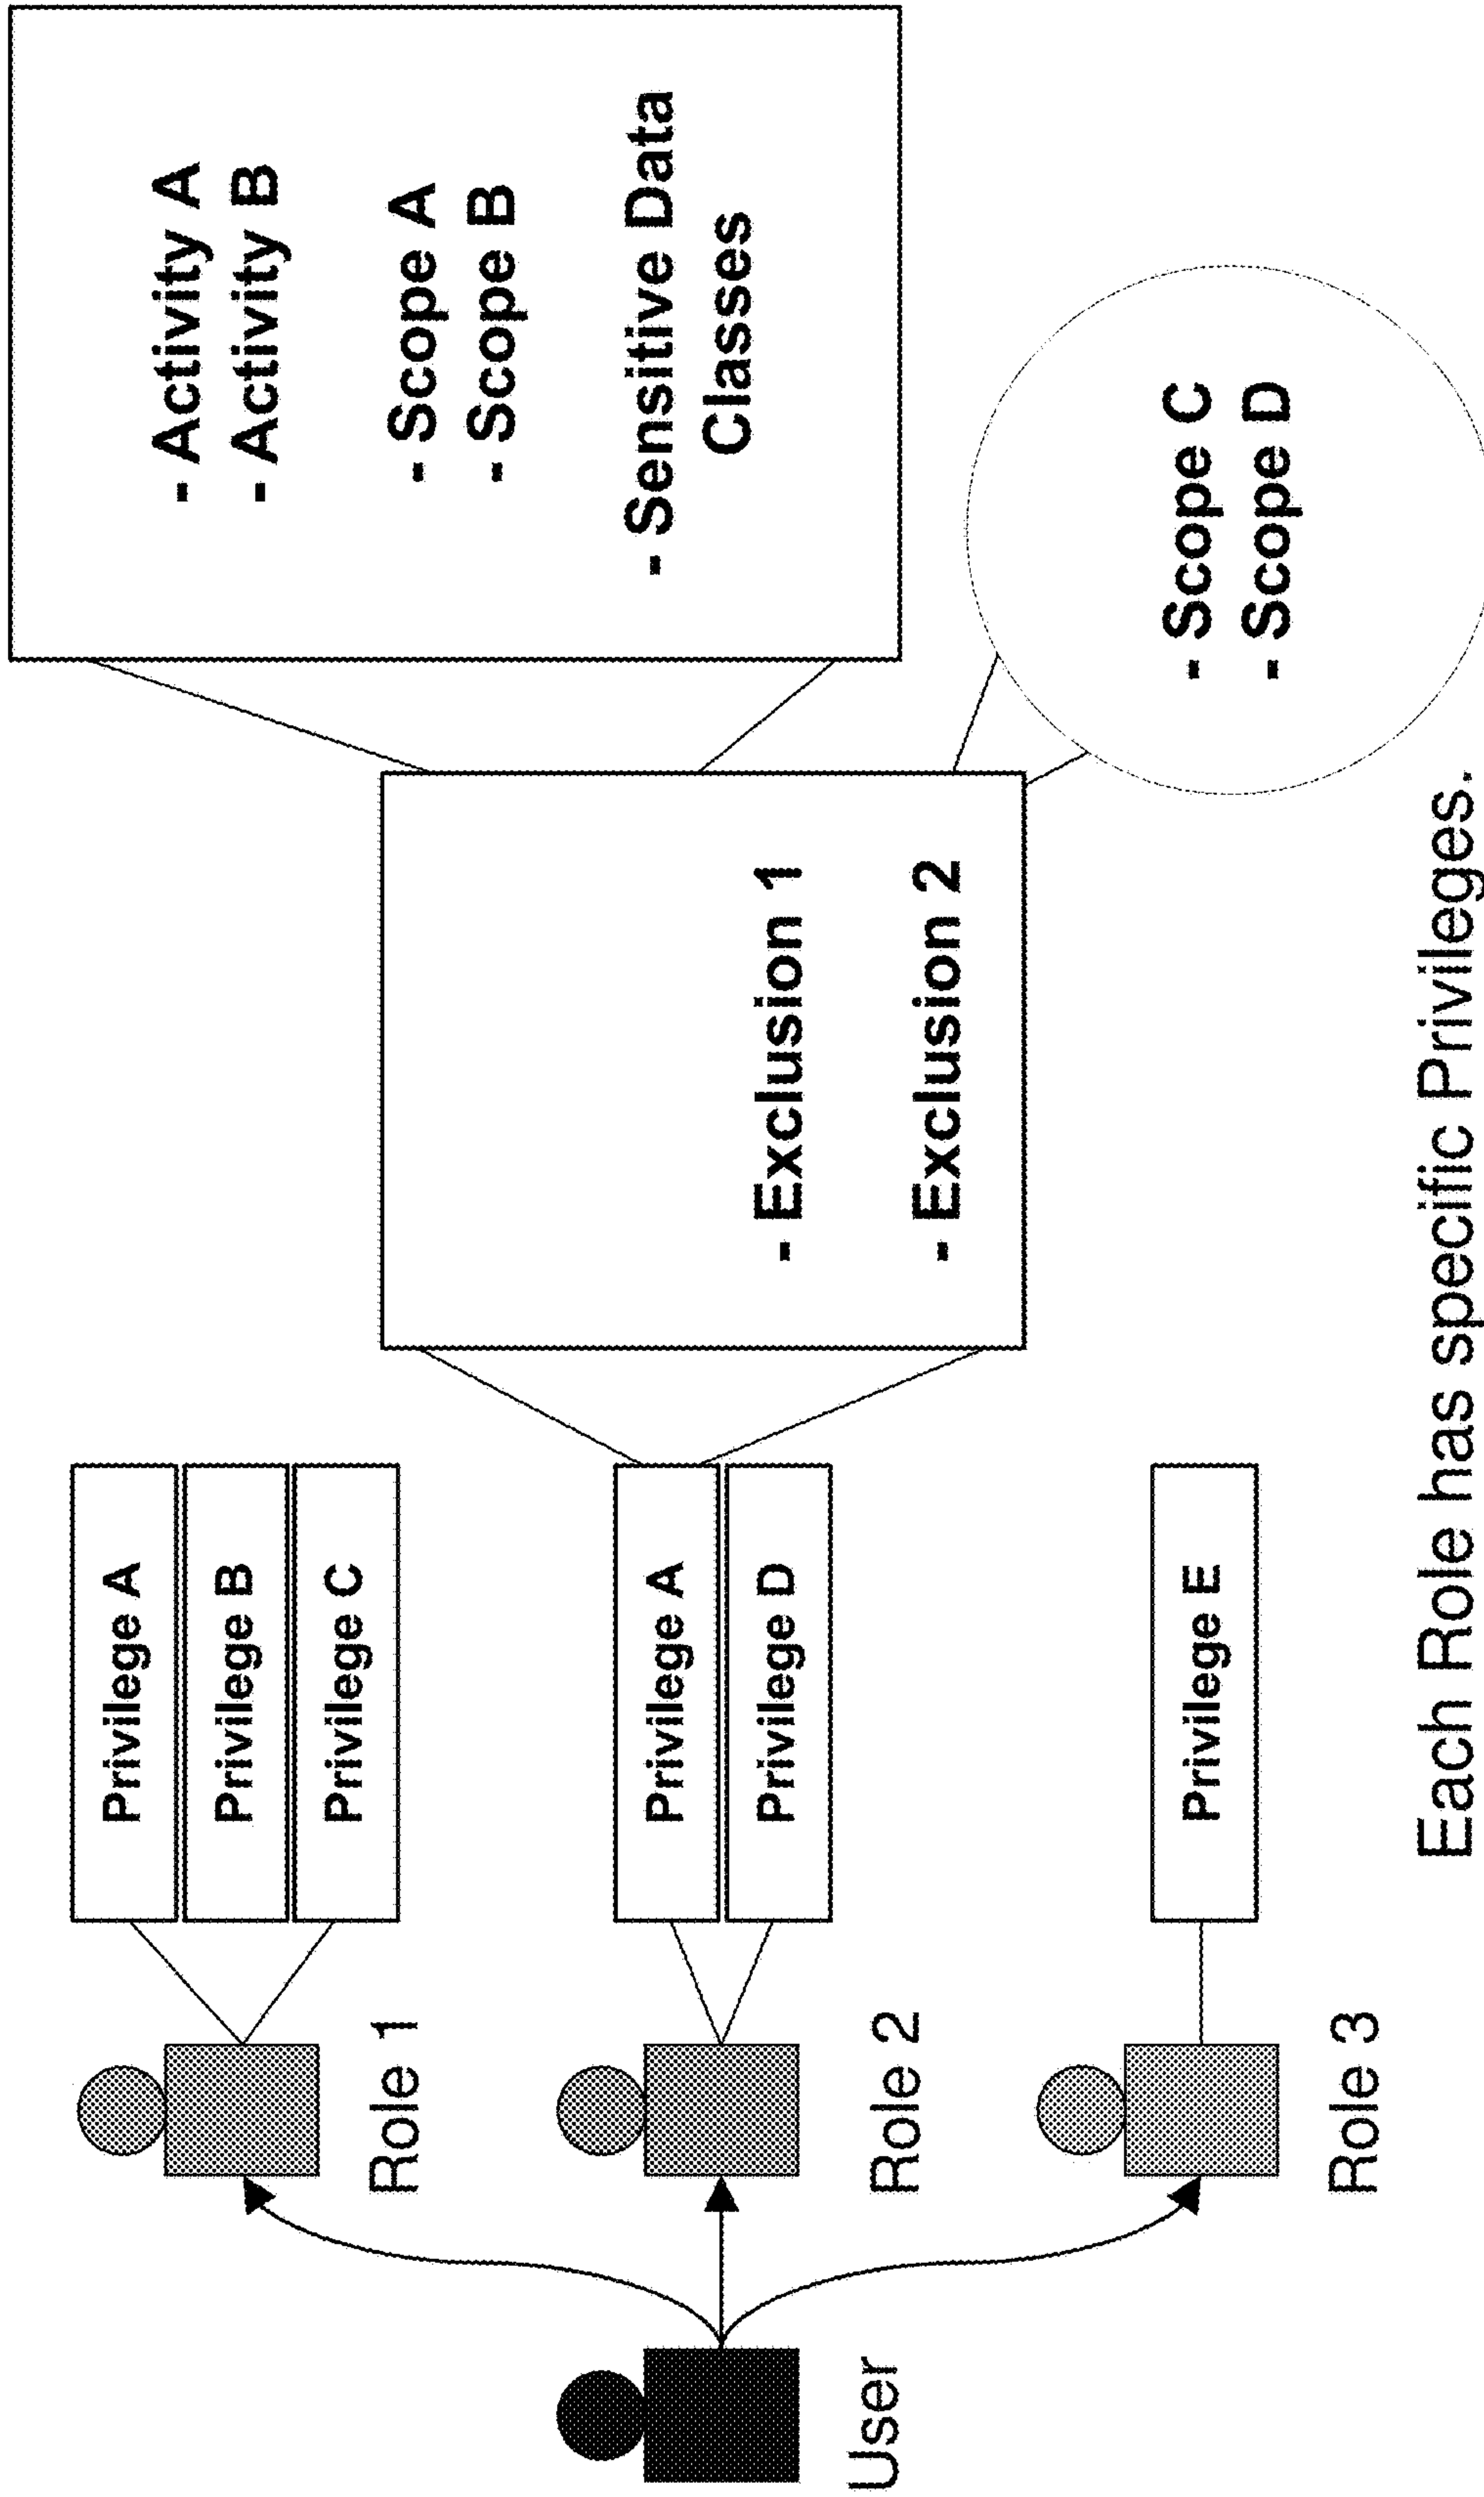 User
Role 1
Role 2
Role 3
Privilege A
Privilege B
Privilege C
Privilege A
Privilege D
Privilege E
- Exclusion 1
- Exclusion 2
- Activity A
- Activity B
- Scope A
- Scope B
- Sensitive Data
Classes
- Scope C
- Scope D
Each Role has specific Privileges.